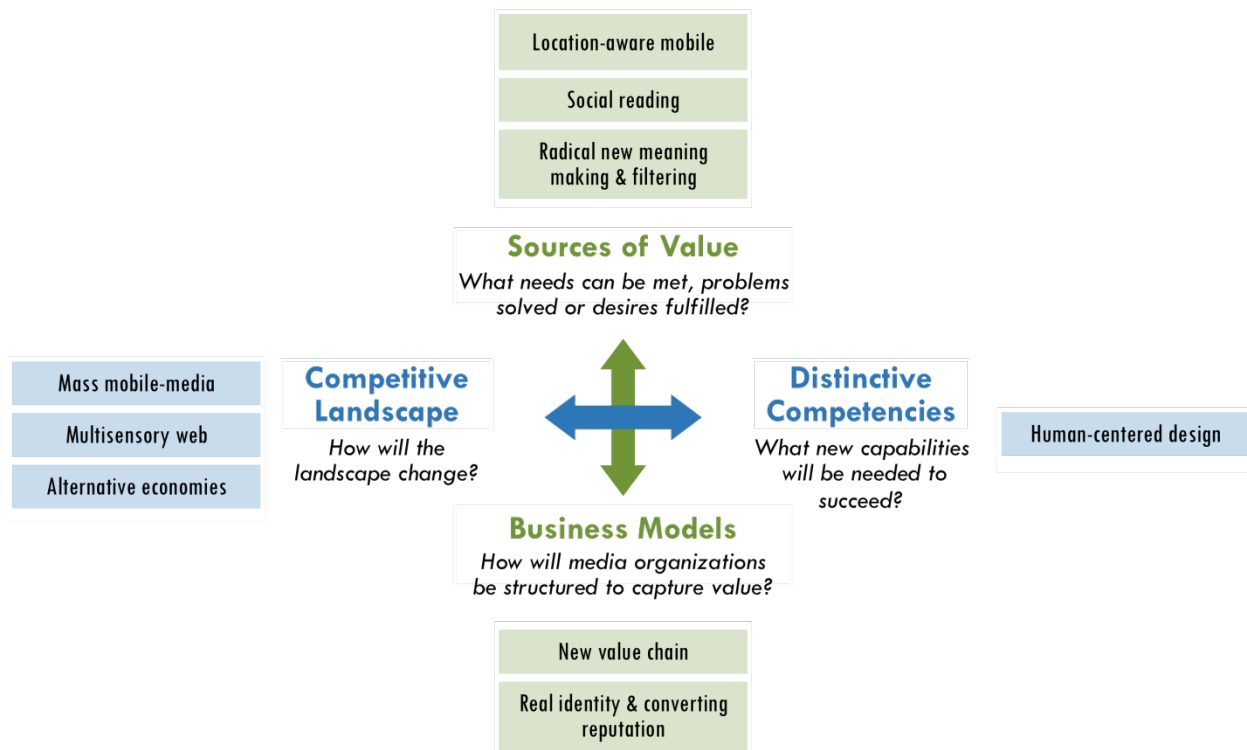 Location-aware mobile
Social reading
Radical new meaning
making & filtering
Sources of Value
What needs can be met, problems
solved or desires fulfilled?
Mass mobile-media
Multisensory web
Alternative economies
Competitive
Landscape
How will the
landscape change?
Distinctive
Competencies
What new capabilities
will be needed to
succeed?
Human-centered design
Business Models
How will media organizations
be structured to capture value?
New value chain
Real identity & converting
reputation